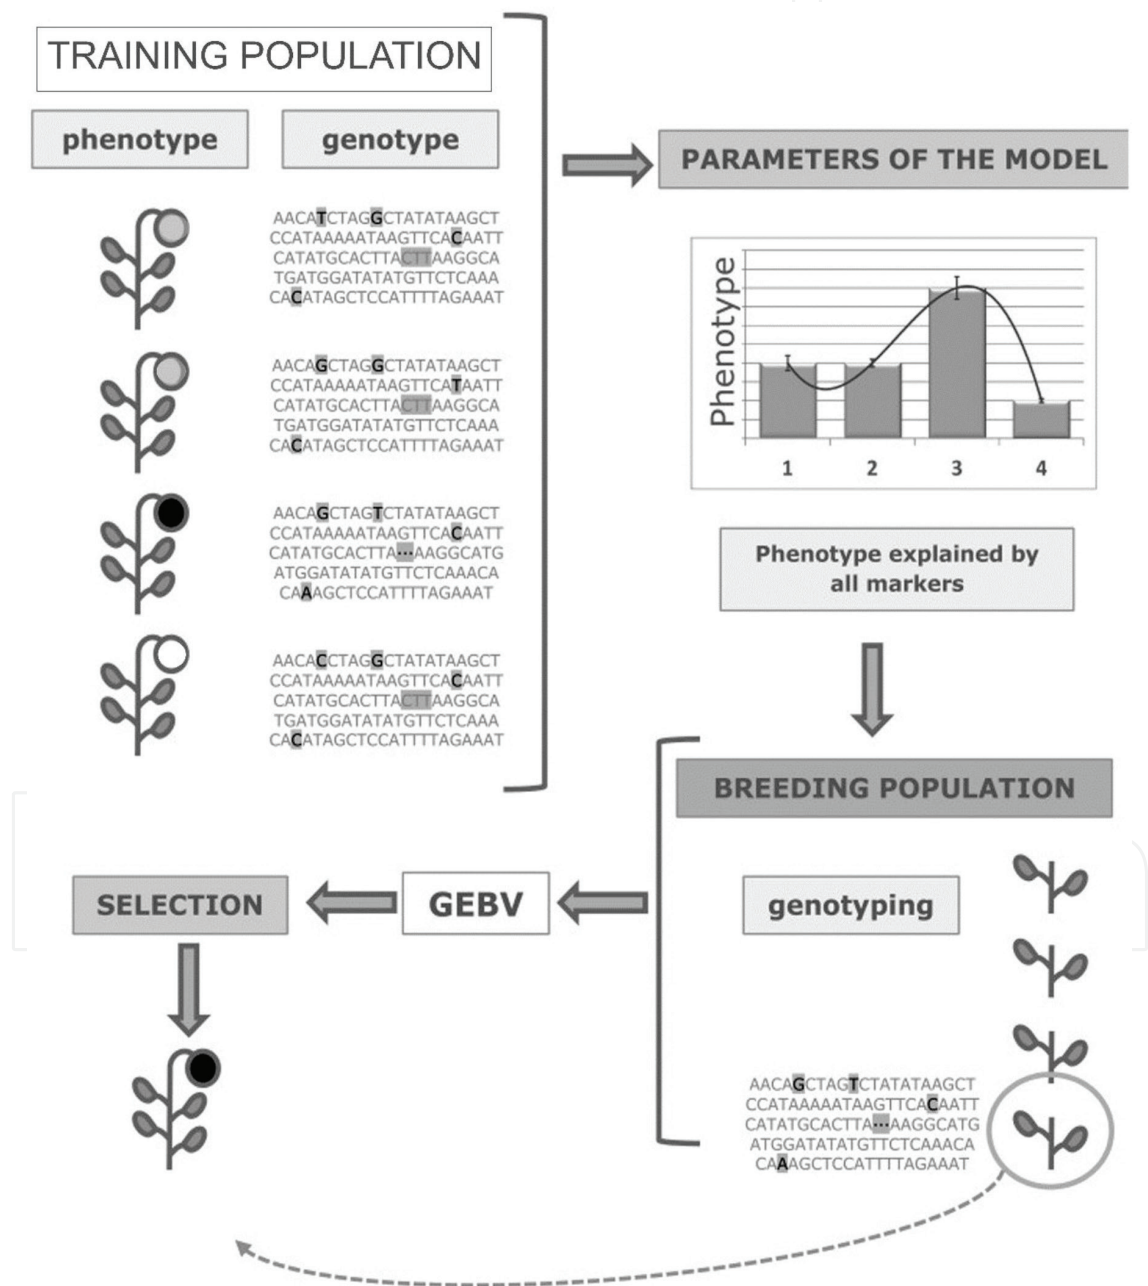 TRAINING POPULATION
phenotype
genotype
AACATCTAGGCTATATAAGCT
CCATAAAAATAAGTTCACAATT
CATATGCACTTACTTAAGGCA
TGATGGATATATGTTCTCAAA
CACATAGCTCCATTTTAGAAAT
AACAGCTAGGCTATATAAGCT
CCATAAAAATAAGTTCATAATT
CATATGCACTTACTTAAGGCA
TGATGGATATATGTTCTCAAA
CACATAGCTCCATTTTAGAAAT
AACAGCTAGTCTATATAAGCT
CCATAAAAATAAGTTCACAATT
CATATGCACTTA···AAGGCATG
ATGGATATATGTTCTCAAACA
CAAAGCTCCATTTTAGAAAT
AACACCTAGGCTATATAAGCT
CCATAAAAATAAGTTCACAATT
CATATGCACTTACTTAAGGCA
TGATGGATATATGTTCTCAAA
CACATAGCTCCATTTTAGAAAT
PARAMETERS OF THE MODEL
Phenotype
1 2 3 4
Phenotype explained by
all markers
BREEDING POPULATION
genotyping
AACAGCTAGTCTATATAAGCT
CCATAAAAATAAGTTCACAATT
CATATGCACTTA···AAGGCATG
ATGGATATATGTTCTCAAACA
CAAAGCTCCATTTTAGAAAT
GEBV
SELECTION